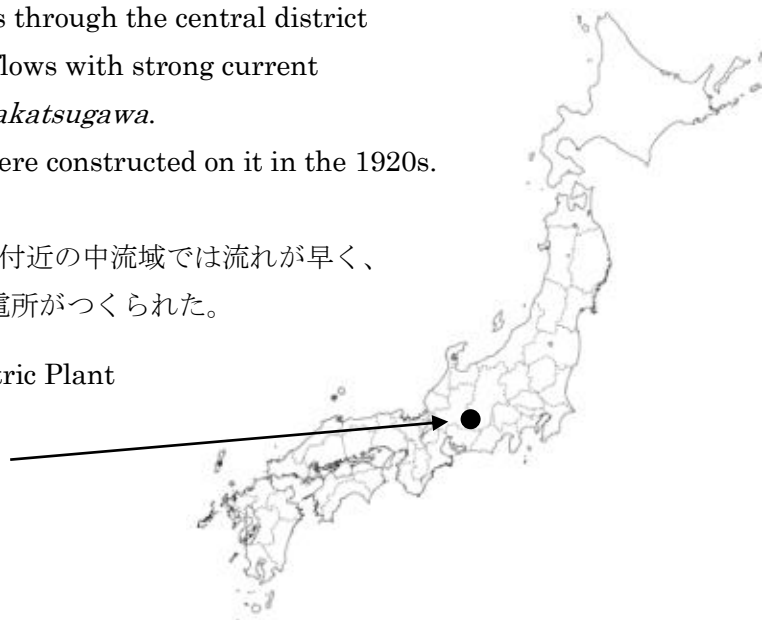 s through the central district
flows with strong current
akatsugawa.
ere constructed on it in the 1920s.
付近の中流域では流れが早く、
電所がつくられた。
tric Plant